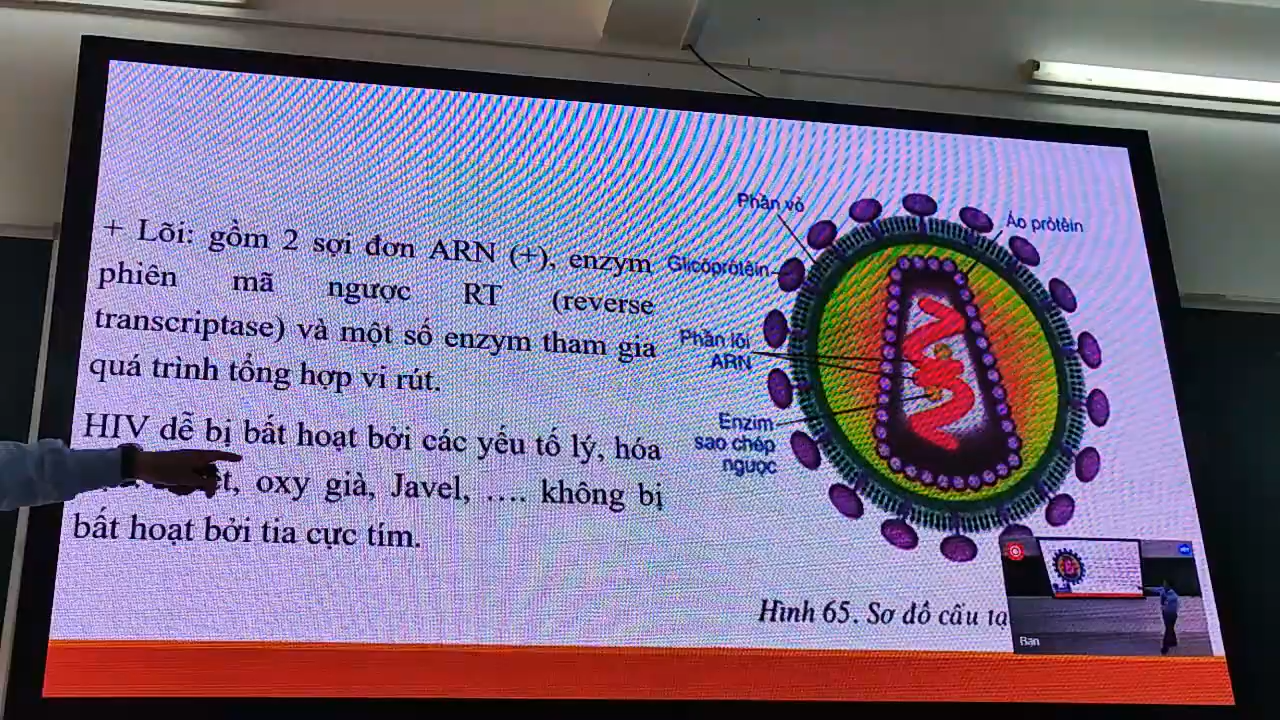 + Lõi: gồm 2 sợi đơn ARN (+), enzym
phiên mã ngược RT (reverse
transcriptase) và một số enzym tham gia
quá trình tổng hợp vi rút.
HIV dễ bị bất hoạt bởi các yếu tố lý, hóa
oxy già, Javel, …. không bị
bất hoạt bởi tia cực tím.
Phần vỏ
Áo prôtêin
Glicôprôtêin
Phần lõi
ARN
Enzim
sao chép
ngược
Hình 65. Sơ đồ cấu tạ
Bạn